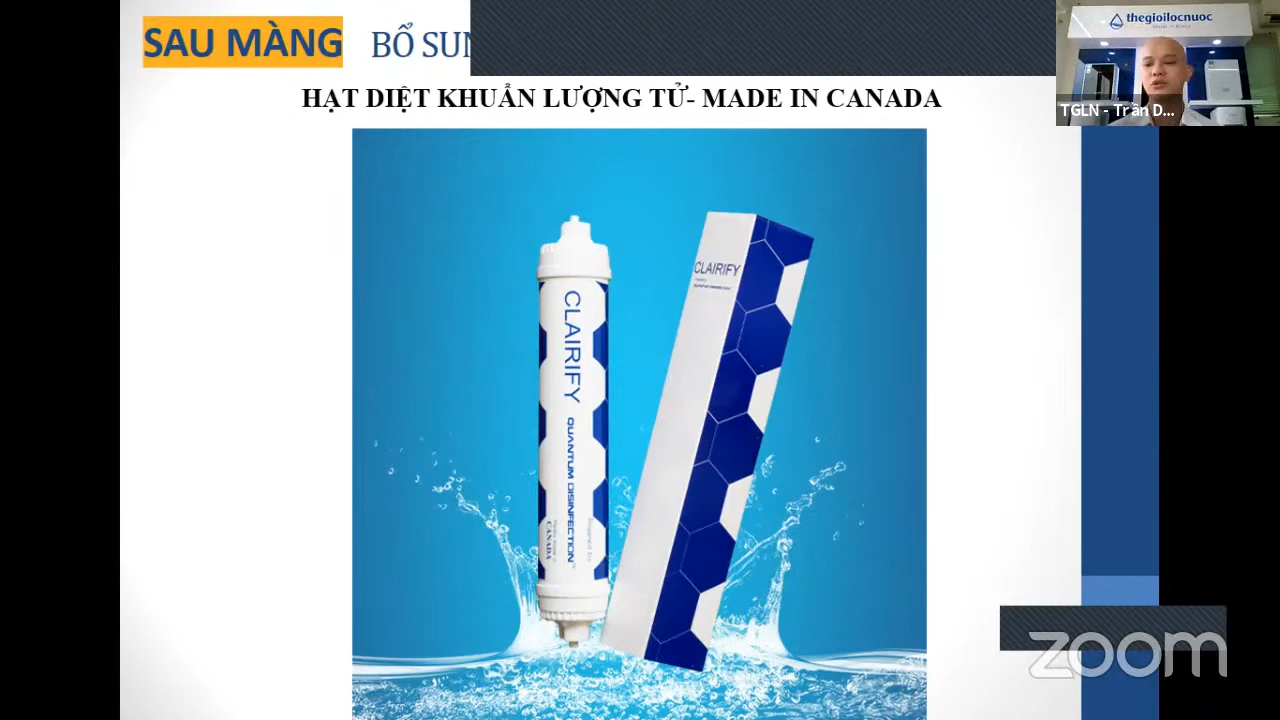 SAU MÀNG BỔ SUN
HẠT DIỆT KHUẨN LƯỢNG TỬ- MADE IN CANADA
thegioilocnuoc
TGLN - Trần D...
CLAIRIFY
CLAIRIFY
QUANTUM DISINFECTION
CANADA
zoom